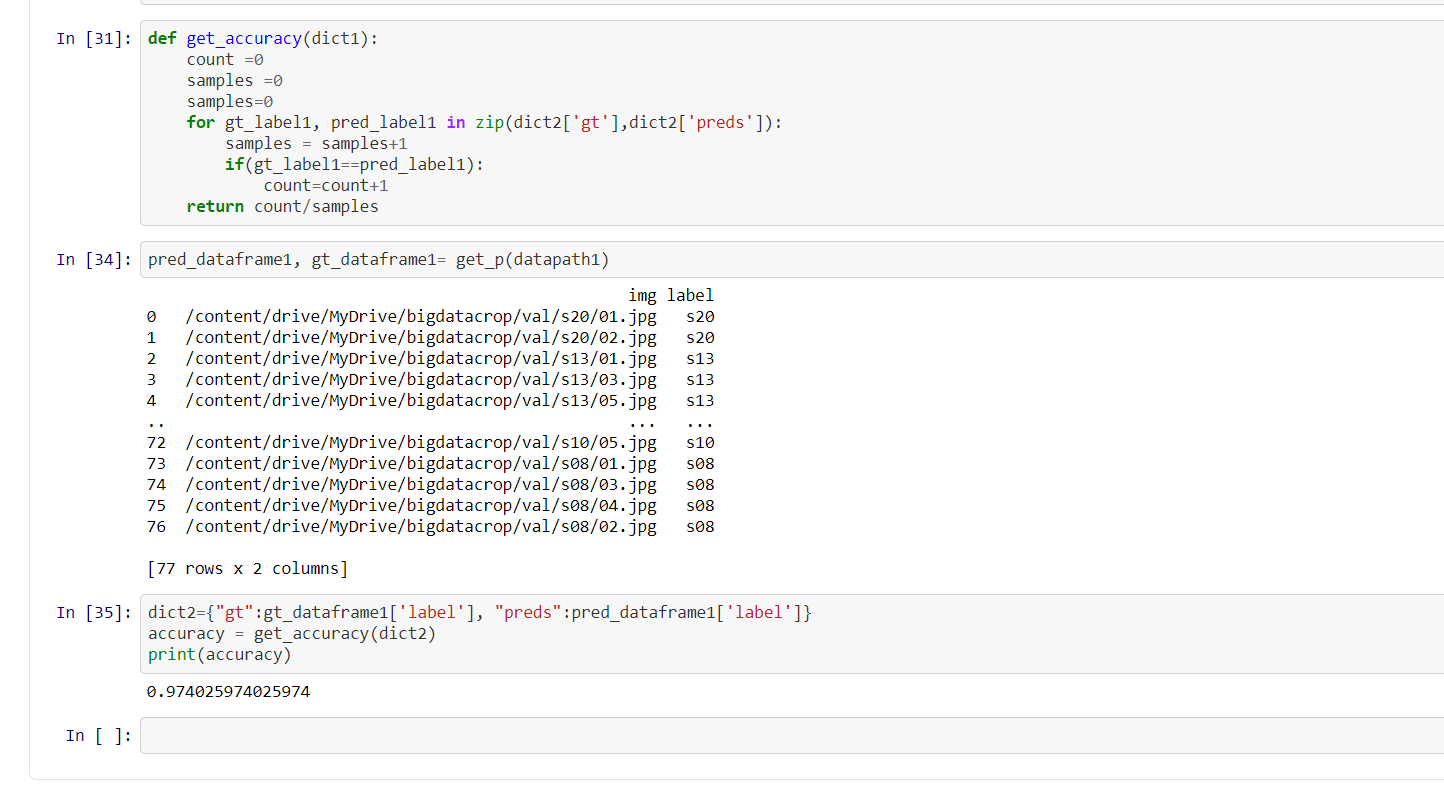 In [31]: def get_accuracy(dict1):
    count =0
    samples =0
    samples=0
    for gt_label1, pred_label1 in zip(dict2['gt'],dict2['preds']):
        samples = samples+1
        if(gt_label1==pred_label1):
            count=count+1
    return count/samples
In [34]: pred_dataframe1, gt_dataframe1= get_p(datapath1)
img label
0 /content/drive/MyDrive/bigdatacrop/val/s20/01.jpg s20
1 /content/drive/MyDrive/bigdatacrop/val/s20/02.jpg s20
2 /content/drive/MyDrive/bigdatacrop/val/s13/01.jpg s13
3 /content/drive/MyDrive/bigdatacrop/val/s13/03.jpg s13
4 /content/drive/MyDrive/bigdatacrop/val/s13/05.jpg s13
.. ... ...
72 /content/drive/MyDrive/bigdatacrop/val/s10/05.jpg s10
73 /content/drive/MyDrive/bigdatacrop/val/s08/01.jpg s08
74 /content/drive/MyDrive/bigdatacrop/val/s08/03.jpg s08
75 /content/drive/MyDrive/bigdatacrop/val/s08/04.jpg s08
76 /content/drive/MyDrive/bigdatacrop/val/s08/02.jpg s08
[77 rows x 2 columns]
In [35]: dict2={"gt":gt_dataframe1['label'], "preds":pred_dataframe1['label']}
accuracy = get_accuracy(dict2)
print(accuracy)
0.974025974025974
In [ ]: